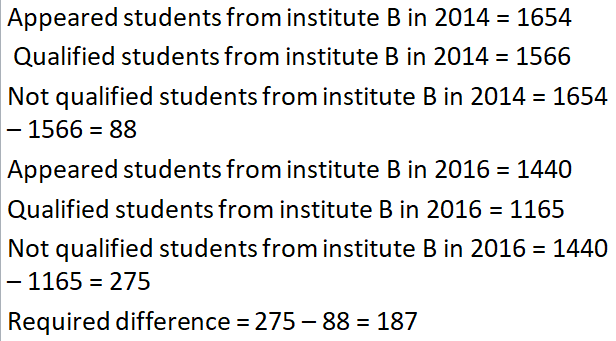 Appeared students from institute B in 2014 = 1654
Qualified students from institute B in 2014 = 1566
Not qualified students from institute B in 2014 = 1654
– 1566 = 88
Appeared students from institute B in 2016 = 1440
Qualified students from institute B in 2016 = 1165
Not qualified students from institute B in 2016 = 1440
– 1165 = 275
Required difference = 275 – 88 = 187